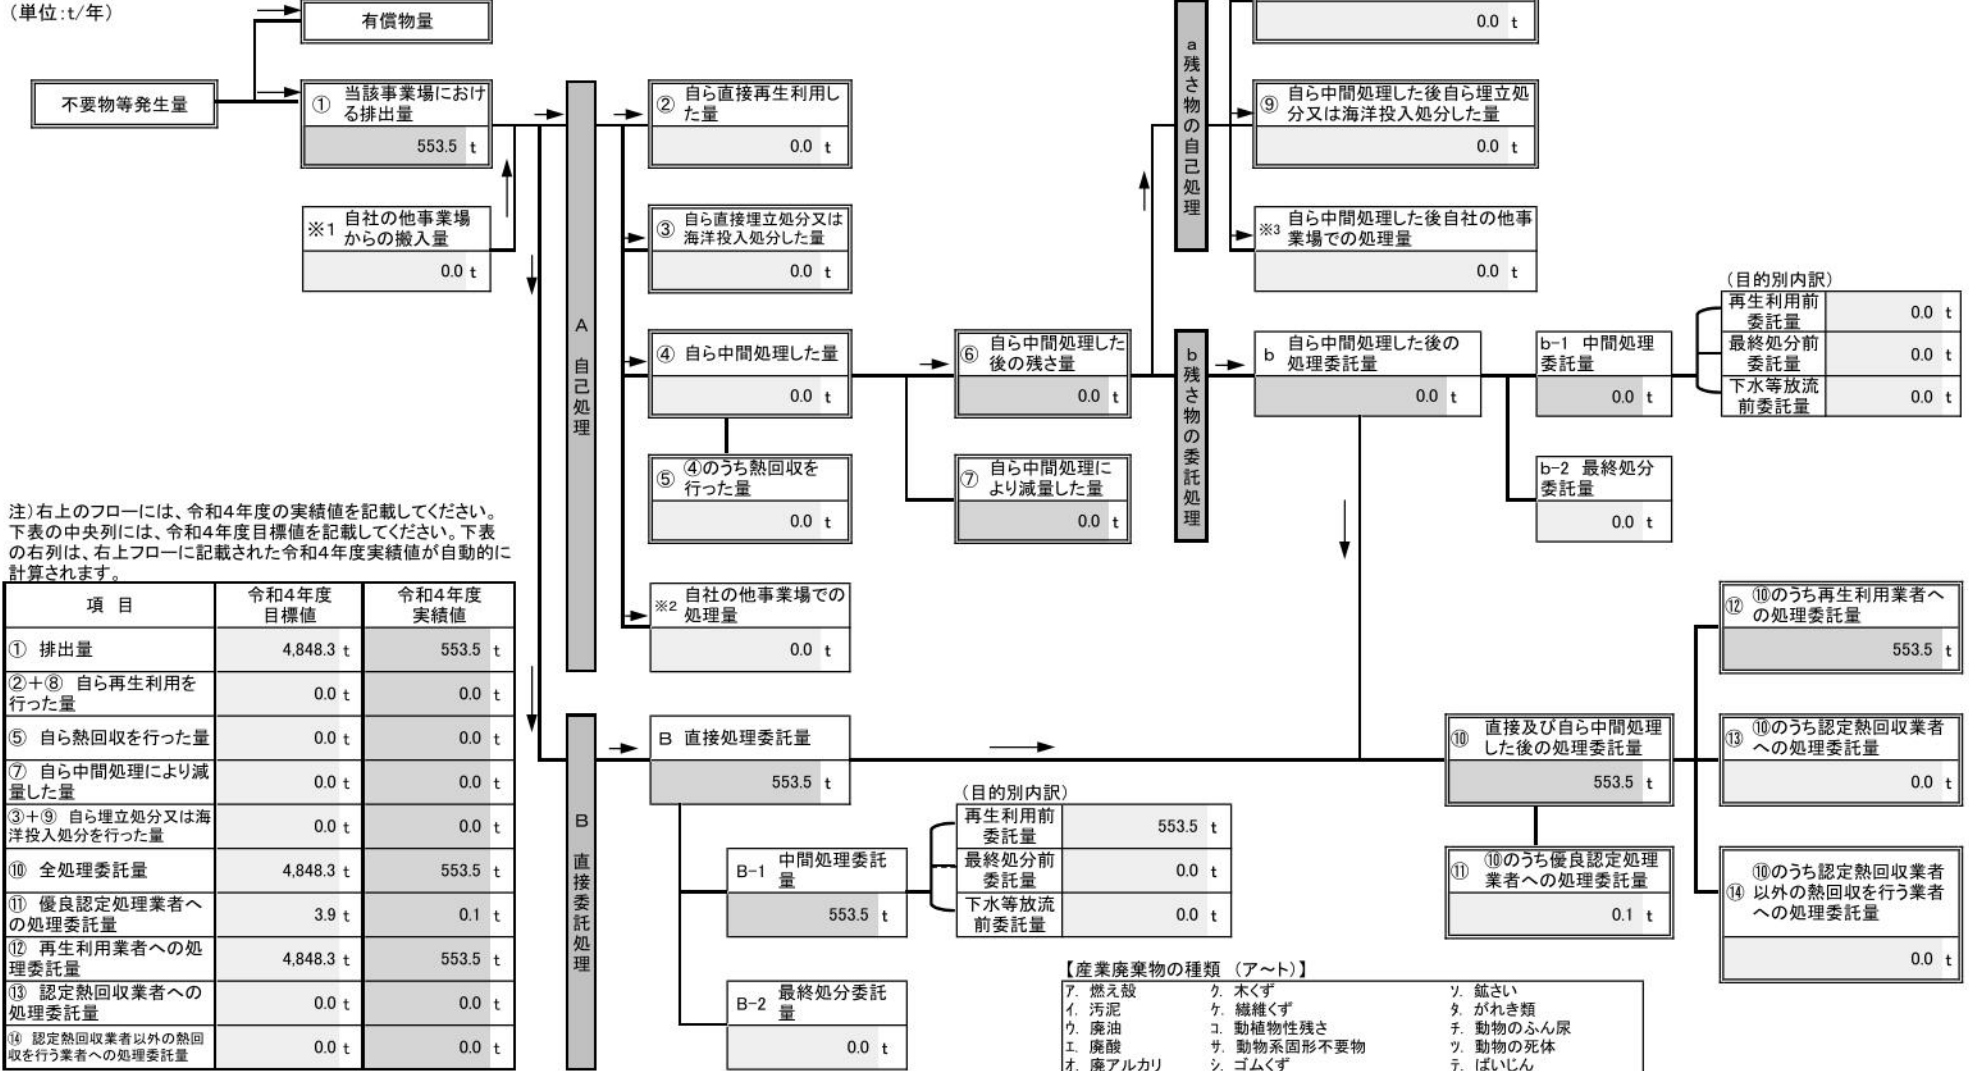 (単位:t/年)
有償物量
不要物等発生量
① 当該事業場におけ
る排出量
553.5 t
※1 自社の他事業場
からの搬入量
0.0 t
A 自己処理
② 自ら直接再生利用し
た量
0.0 t
③ 自ら直接埋立処分又は
海洋投入処分した量
0.0 t
④ 自ら中間処理した量
0.0 t
⑤ ④のうち熱回収を
行った量
0.0 t
※2 自社の他事業場での
処理量
0.0 t
⑥ 自ら中間処理した
後の残さ量
0.0 t
⑦ 自ら中間処理に
より減量した量
0.0 t
a残さ物の自己処理
0.0 t
⑨ 自ら中間処理した後自ら埋立処
分又は海洋投入処分した量
0.0 t
※3 自ら中間処理した後自社の他事
業場での処理量
0.0 t
b残さ物の委託処理
b 自ら中間処理した後の
処理委託量
0.0 t
b-1 中間処理
委託量
0.0 t
b-2 最終処分
委託量
0.0 t
(目的別内訳)
再生利用前
委託量
0.0 t
最終処分前
委託量
0.0 t
下水等放流
前委託量
0.0 t
注)右上のフローには、令和4年度の実績値を記載してください。
下表の中央列には、令和4年度目標値を記載してください。下表
の右列は、右上フローに記載された令和4年度実績値が自動的に
計算されます。
項 目
令和4年度
目標値
令和4年度
実績値
① 排出量 4,848.3 t 553.5 t
②+⑧ 自ら再生利用を
行った量 0.0 t 0.0 t
⑤ 自ら熱回収を行った量 0.0 t 0.0 t
⑦ 自ら中間処理により減
量した量 0.0 t 0.0 t
③+⑨ 自ら埋立処分又は海
洋投入処分を行った量 0.0 t 0.0 t
⑩ 全処理委託量 4,848.3 t 553.5 t
⑪ 優良認定処理業者へ
の処理委託量 3.9 t 0.1 t
⑫ 再生利用業者への処
理委託量 4,848.3 t 553.5 t
⑬ 認定熱回収業者への
処理委託量 0.0 t 0.0 t
⑭ 認定熱回収業者以外の熱回
収を行う業者への処理委託量 0.0 t 0.0 t
B 直接委託処理
B 直接処理委託量
553.5 t
B-1 中間処理委託
量
553.5 t
B-2 最終処分委託
量
0.0 t
(目的別内訳)
再生利用前
委託量
553.5 t
最終処分前
委託量
0.0 t
下水等放流
前委託量
0.0 t
⑩ 直接及び自ら中間処理
した後の処理委託量
553.5 t
⑪ ⑩のうち優良認定処理
業者への処理委託量
0.1 t
⑫ ⑩のうち再生利用業者へ
の処理委託量
553.5 t
⑬ ⑩のうち認定熱回収業者
への処理委託量
0.0 t
⑭ ⑩のうち認定熱回収業者
以外の熱回収を行う業者
への処理委託量
0.0 t
【産業廃棄物の種類 (ア~ト)】
ア. 燃え殻 ク. 木くず ソ. 鉱さい
イ. 汚泥 ケ. 繊維くず タ. がれき類
ウ. 廃油 コ. 動植物性残さ チ. 動物のふん尿
エ. 廃酸 サ. 動物系固形不要物 ツ. 動物の死体
オ. 廃アルカリ シ. ゴムくず テ. ばいじん